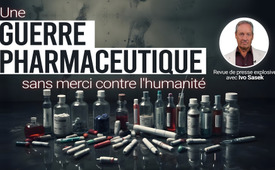 Une
GUERRE
PHARMACEUTIQUE
sans merci contre l'humanité
Revue de presse explosive
avec Ivo Sasek